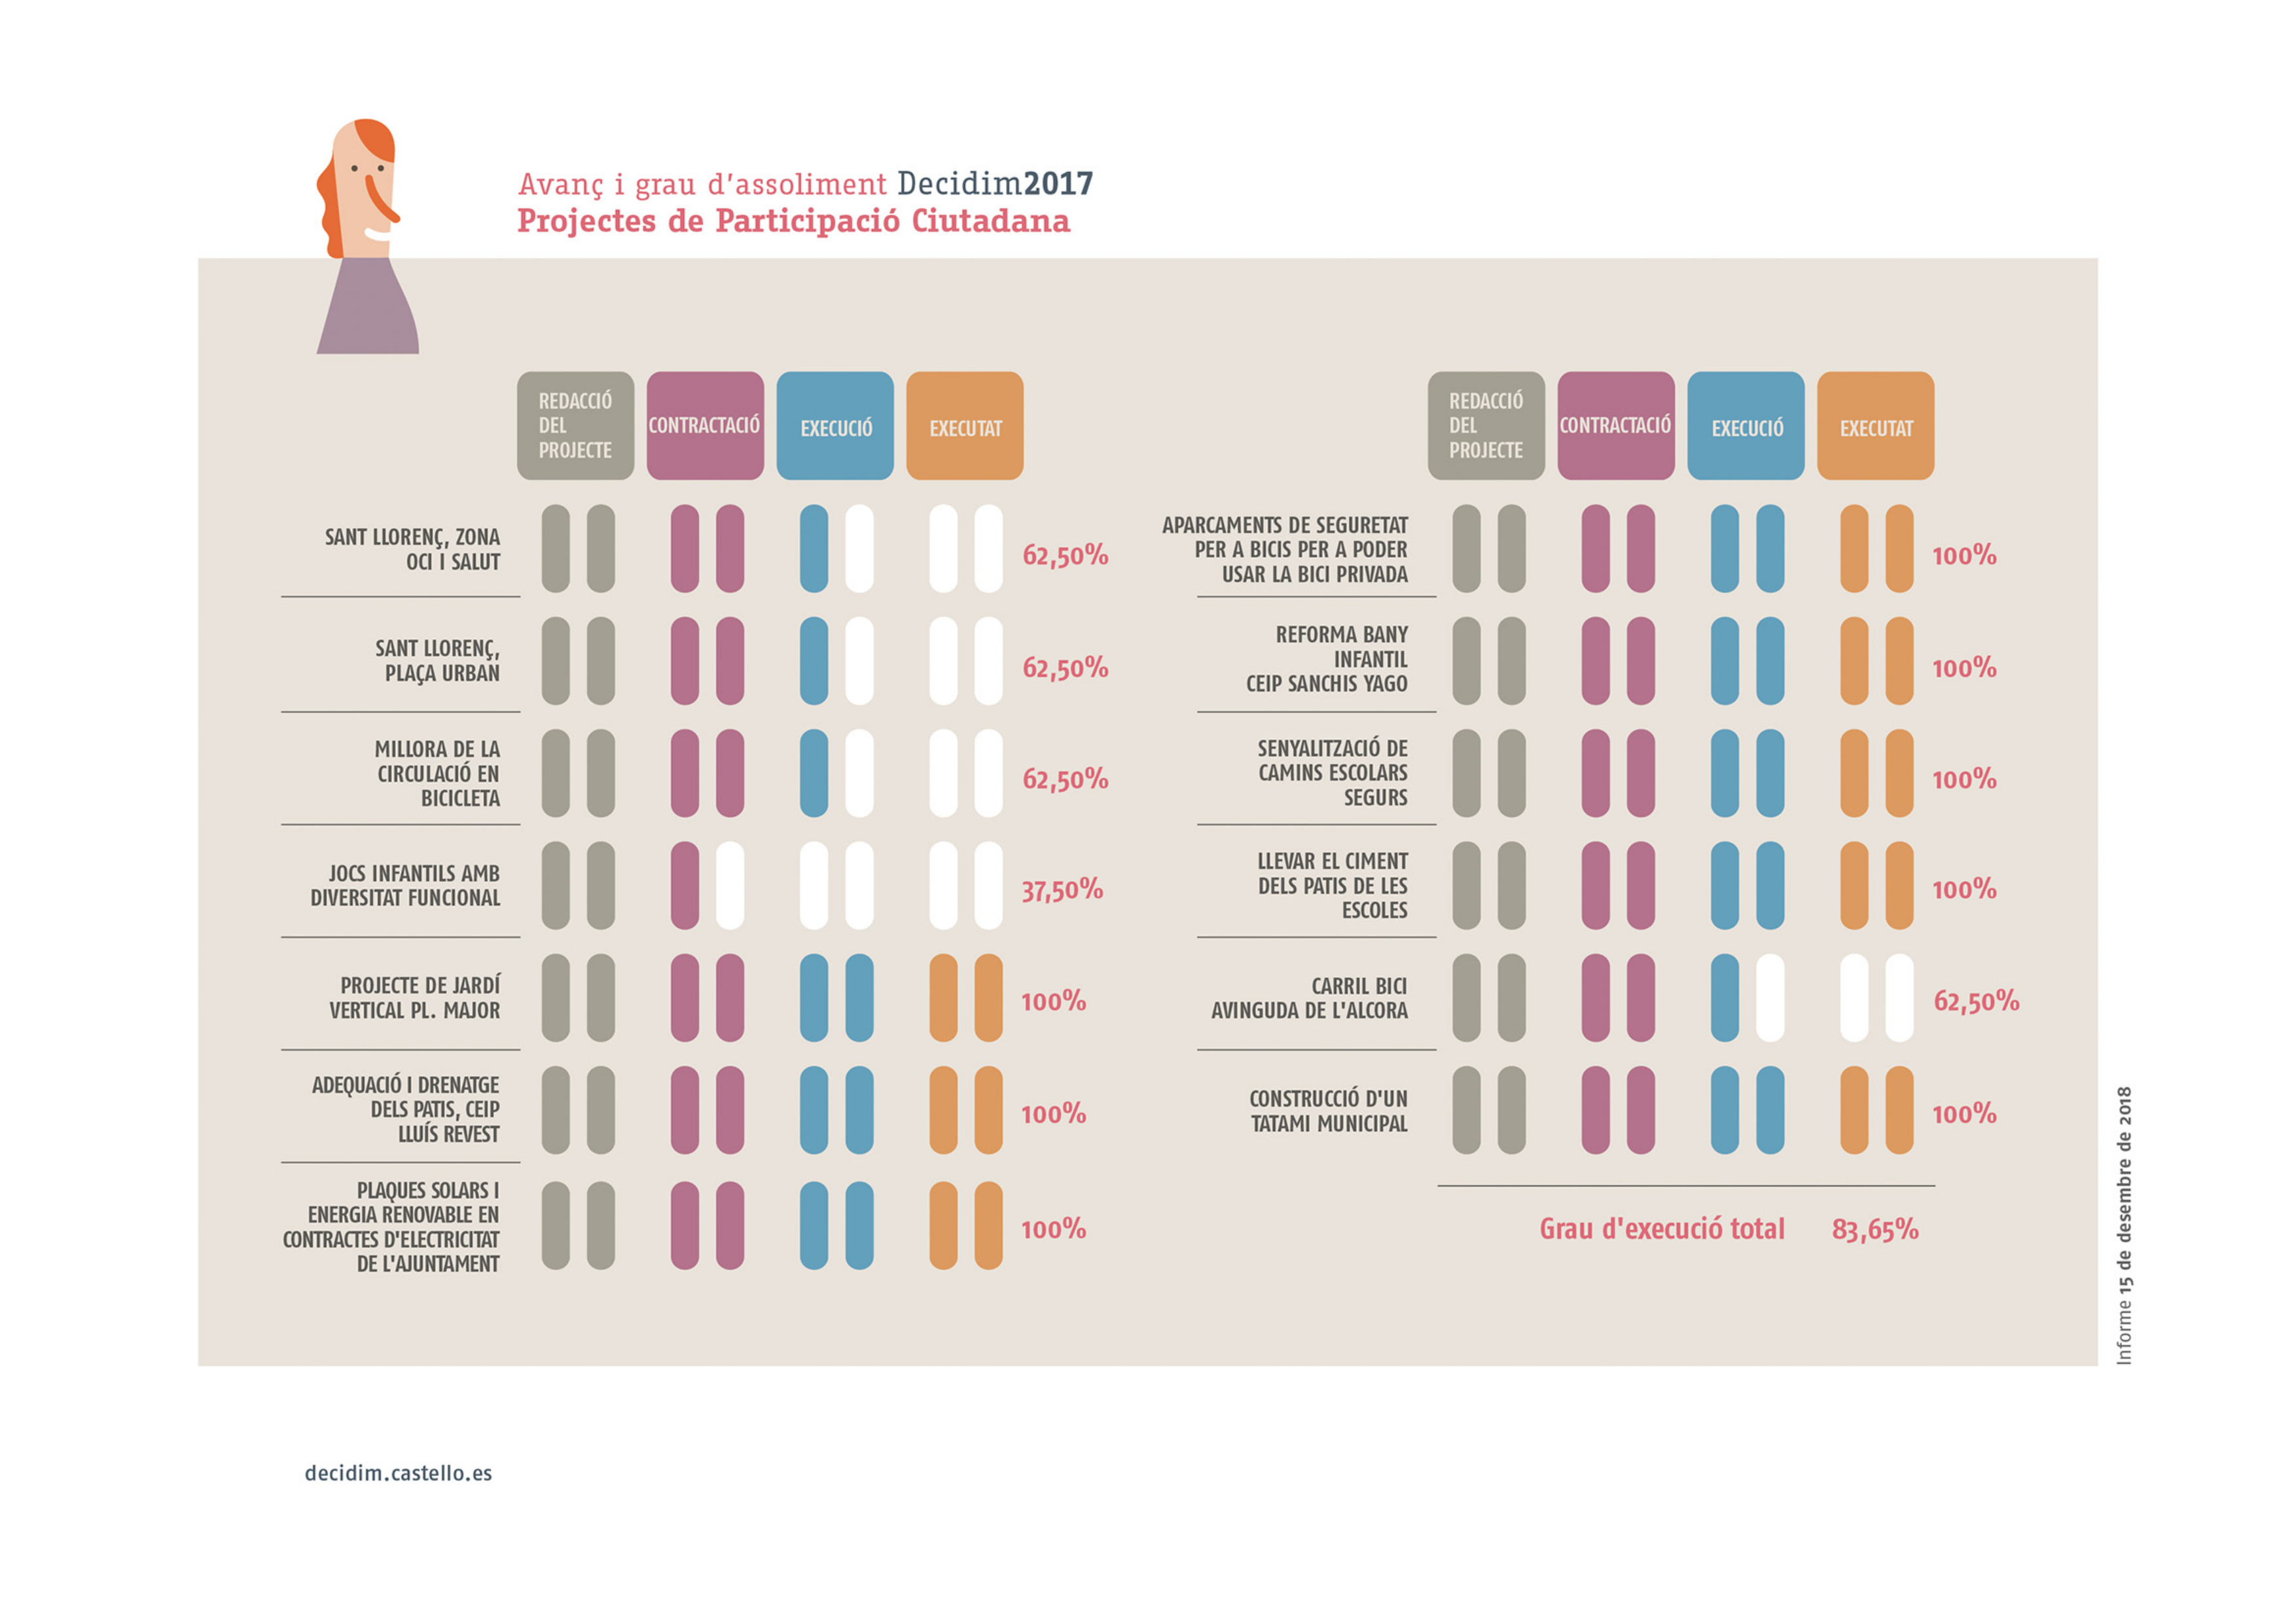 Avanç i grau d'assoliment Decidim2017
Projectes de Participació Ciutadana
REDACCIÓ
DEL
PROJECTE
CONTRACTACIÓ
EXECUCIÓ
EXECUTAT
SANT LLORENÇ, ZONA
OCI I SALUT
62,50%
SANT LLORENÇ,
PLAÇA URBAN
62,50%
MILLORA DE LA
CIRCULACIÓ EN
BICICLETA
62,50%
JOCS INFANTILS AMB
DIVERSITAT FUNCIONAL
37,50%
PROJECTE DE JARDÍ
VERTICAL PL. MAJOR
100%
ADEQUACIÓ I DRENATGE
DELS PATIS, CEIP
LLUÍS REVEST
100%
PLAQUES SOLARS I
ENERGIA RENOVABLE EN
CONTRACTES D'ELECTRICITAT
DE L'AJUNTAMENT
100%
REDACCIÓ
DEL
PROJECTE
CONTRACTACIÓ
EXECUCIÓ
EXECUTAT
APARCAMENTS DE SEGURETAT
PER A BICIS PER A PODER
USAR LA BICI PRIVADA
100%
REFORMA BANY
INFANTIL
CEIP SANCHIS YAGO
100%
SENYALITZACIÓ DE
CAMINS ESCOLARS
SEGURS
100%
LLEVAR EL CIMENT
DELS PATIS DE LES
ESCOLES
100%
CARRIL BICI
AVINGUDA DE L'ALCORA
62,50%
CONSTRUCCIÓ D'UN
TATAMI MUNICIPAL
100%
Grau d'execució total 83,65%
Informe 15 de desembre de 2018
decidim.castello.es